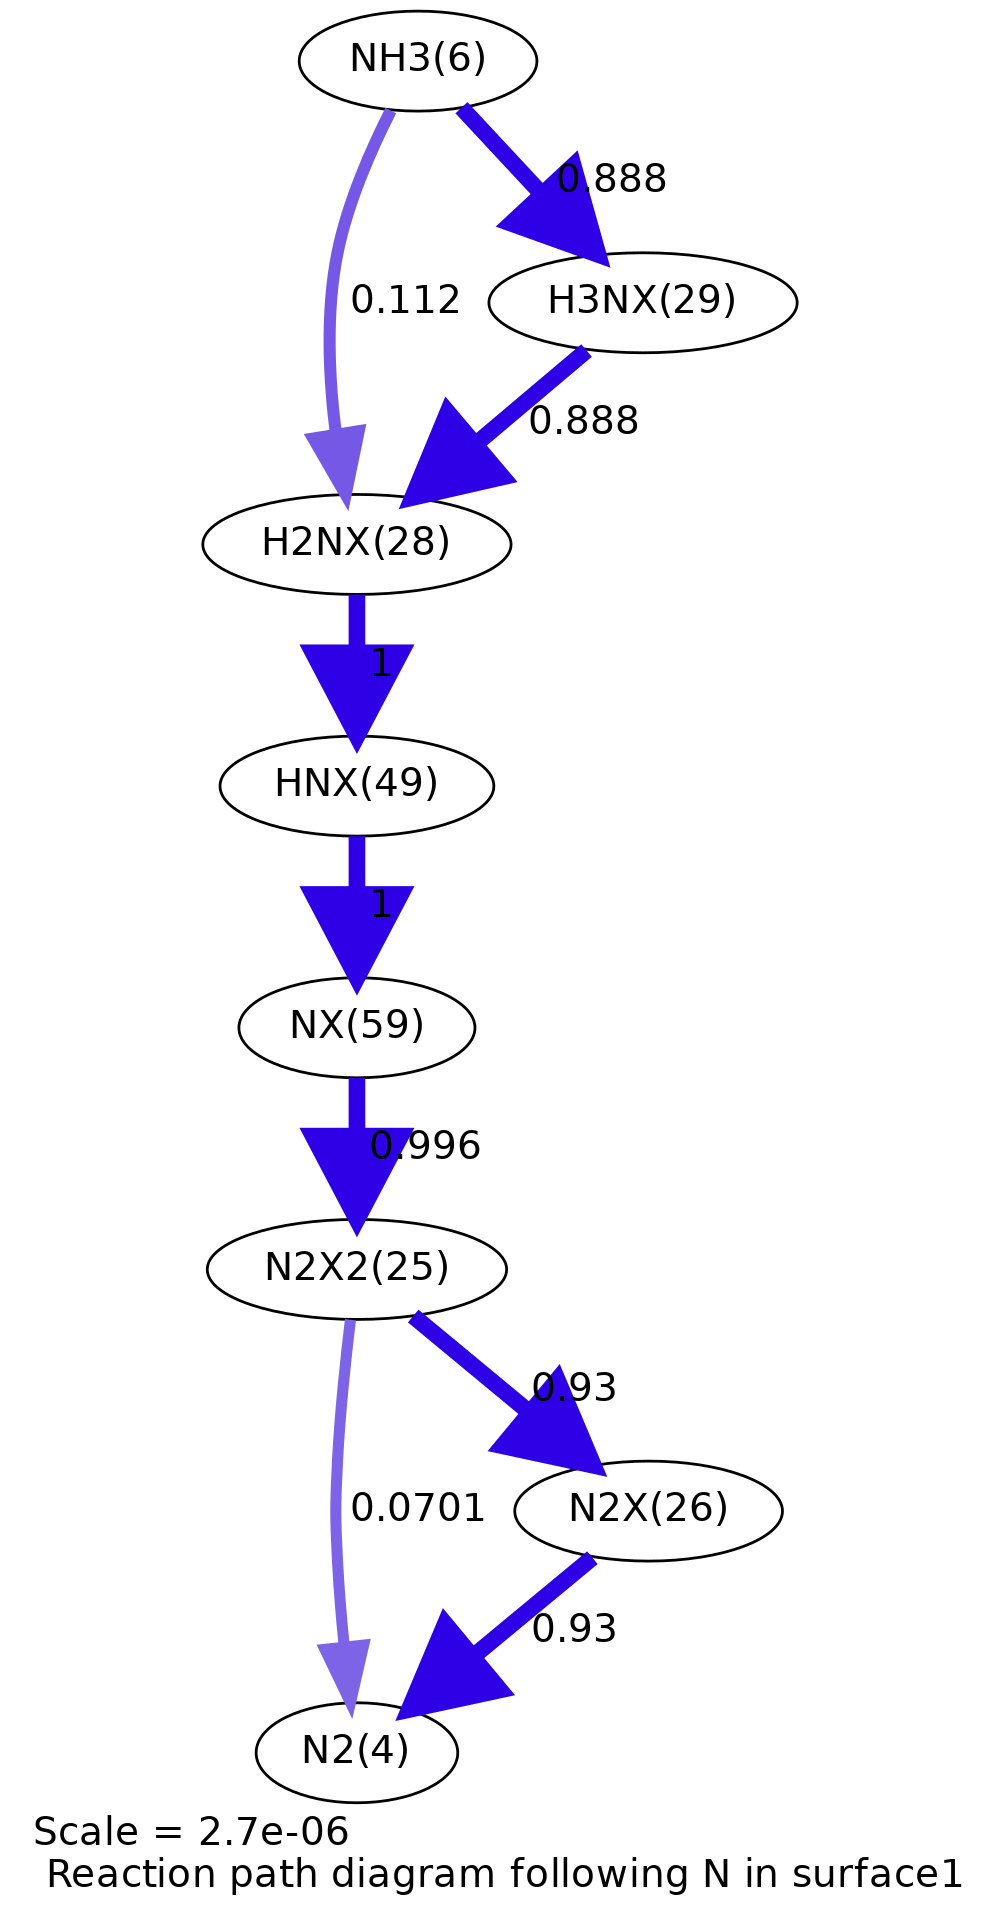 NH3(6)
0.888
0.112
H3NX(29)
0.888
H2NX(28)
1
HNX(49)
1
NX(59)
0.996
N2X2(25)
0.93
0.0701
N2X(26)
0.93
N2(4)
Scale = 2.7e-06
Reaction path diagram following N in surface1